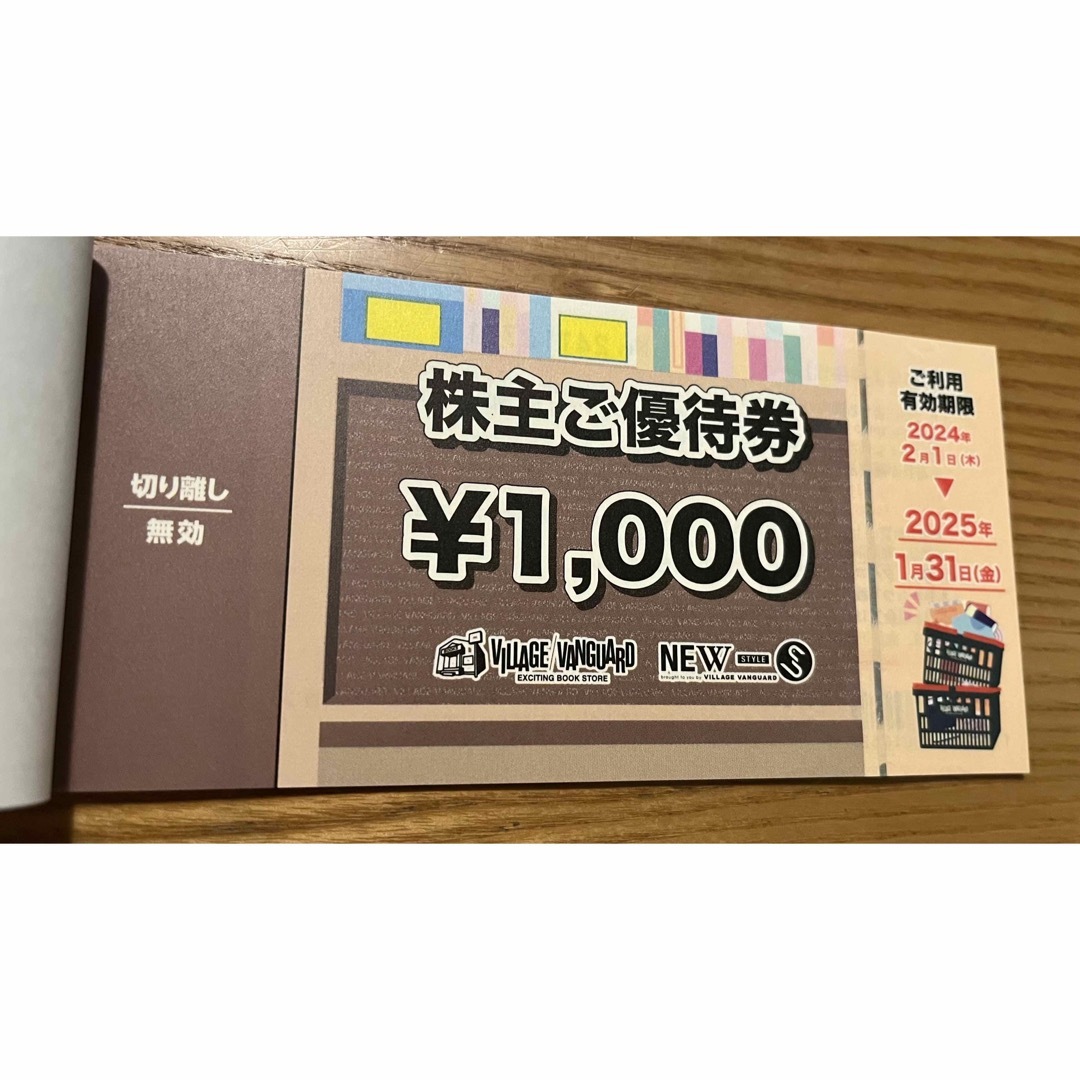 切り離し
無効
株主ご優待券
¥1,000
VILLAGE/VANGUARD
EXCITING BOOK STORE
NEW STYLE S
brought to you by VILLAGE VANGUARD
ご利用
有効期限
2024年
2月1日(木)
▼
2025年
1月31日(金)